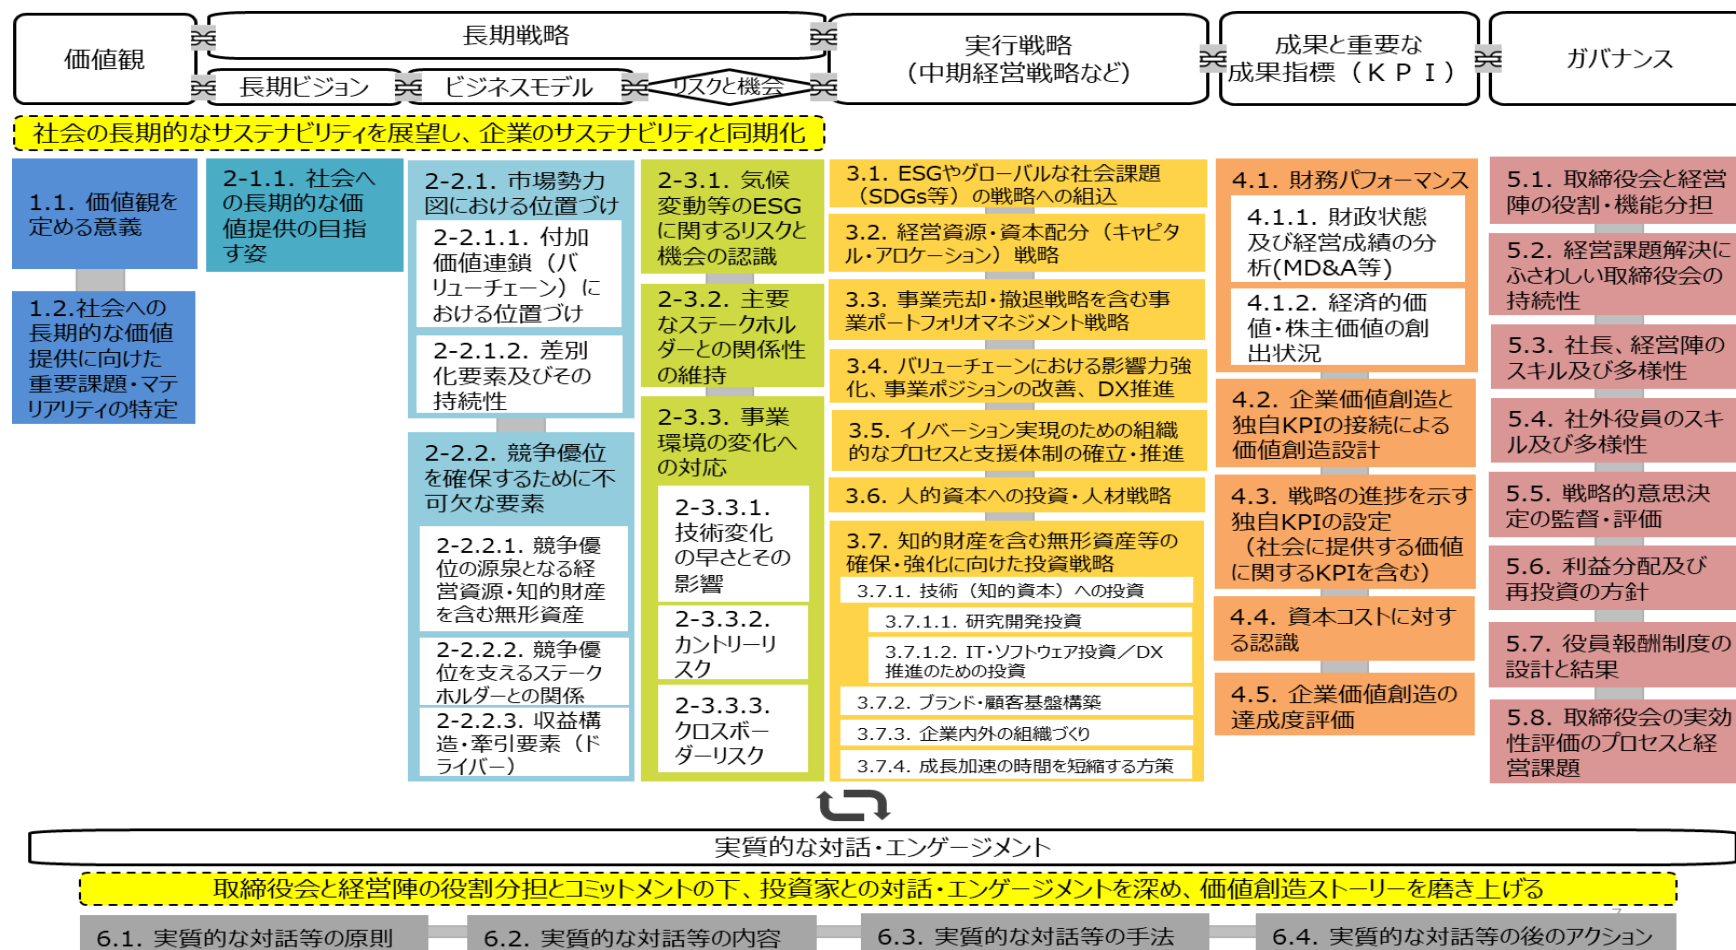 価値観
長期戦略
長期ビジョン
ビジネスモデル
リスクと機会
実行戦略
(中期経営戦略など)
成果と重要な
成果指標(KPI)
ガバナンス
社会の長期的なサステナビリティを展望し、企業のサステナビリティと同期化
1.1. 価値観を
定める意義
1.2.社会への
長期的な価値
提供に向けた
重要課題・マテ
リアリティの特定
2-1.1. 社会へ
の長期的な価
値提供の目指
す姿
2-2.1. 市場勢力
図における位置づけ
2-2.1.1. 付加
価値連鎖(バ
リューチェーン)に
おける位置づけ
2-2.1.2. 差別
化要素及びその
持続性
2-2.2. 競争優位
を確保するために不
可欠な要素
2-2.2.1. 競争優
位の源泉となる経
営資源・知的財産
を含む無形資産
2-2.2.2. 競争優
位を支えるステーク
ホルダーとの関係
2-2.2.3. 収益構
造・牽引要素(ド
ライバー)
2-3.1. 気候
変動等のESG
に関するリスクと
機会の認識
2-3.2. 主要
なステークホル
ダーとの関係性
の維持
2-3.3. 事業
環境の変化へ
の対応
2-3.3.1.
技術変化
の早さとその
影響
2-3.3.2.
カントリーリ
スク
2-3.3.3.
クロスボー
ダーリスク
3.1. ESGやグローバルな社会課題
(SDGs等)の戦略への組込
3.2. 経営資源・資本配分(キャピタ
ル・アロケーション)戦略
3.3. 事業売却・撤退戦略を含む事
業ポートフォリオマネジメント戦略
3.4. バリューチェーンにおける影響力強
化、事業ポジションの改善、DX推進
3.5. イノベーション実現のための組織
的なプロセスと支援体制の確立・推進
3.6. 人的資本への投資・人材戦略
3.7. 知的財産を含む無形資産等の
確保・強化に向けた投資戦略
3.7.1. 技術(知的資本)への投資
3.7.1.1. 研究開発投資
3.7.1.2. IT・ソフトウェア投資/DX
推進のための投資
3.7.2. ブランド・顧客基盤構築
3.7.3. 企業内外の組織づくり
3.7.4. 成長加速の時間を短縮する方策
4.1. 財務パフォーマンス
4.1.1. 財政状態
及び経営成績の分
析(MD&A等)
4.1.2. 経済的価
値・株主価値の創
出状況
4.2. 企業価値創造と
独自KPIの接続による
価値創造設計
4.3. 戦略の進捗を示す
独自KPIの設定
(社会に提供する価値
に関するKPIを含む)
4.4. 資本コストに対す
る認識
4.5. 企業価値創造の
達成度評価
5.1. 取締役会と経営
陣の役割・機能分担
5.2. 経営課題解決に
ふさわしい取締役会の
持続性
5.3. 社長、経営陣の
スキル及び多様性
5.4. 社外役員のスキ
ル及び多様性
5.5. 戦略的意思決
定の監督・評価
5.6. 利益分配及び
再投資の方針
5.7. 役員報酬制度の
設計と結果
5.8. 取締役会の実効
性評価のプロセスと経
営課題
実質的な対話・エンゲージメント
取締役会と経営陣の役割分担とコミットメントの下、投資家との対話・エンゲージメントを深め、価値創造ストーリーを磨き上げる
6.1. 実質的な対話等の原則
6.2. 実質的な対話等の内容
6.3. 実質的な対話等の手法
6.4. 実質的な対話等の後のアクション